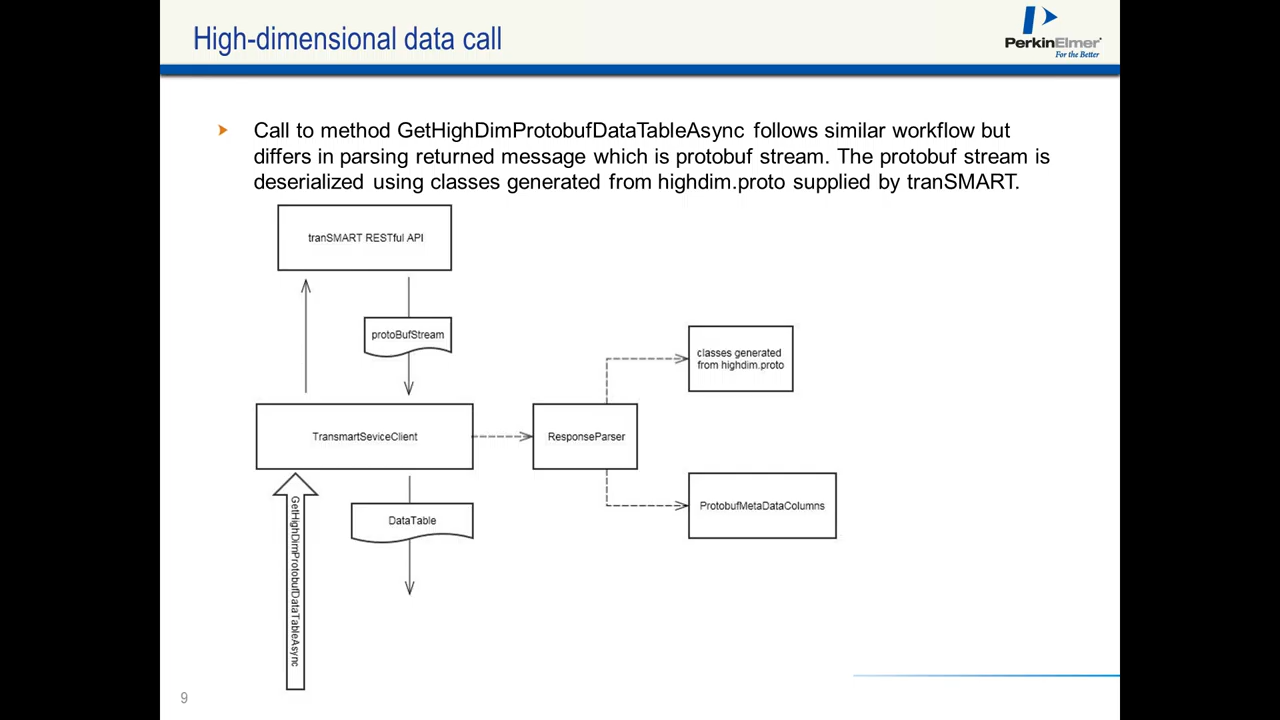 High-dimensional data call
PerkinElmer
For the Better
Call to method GetHighDimProtobufDataTableAsync follows similar workflow but
differs in parsing returned message which is protobuf stream. The protobuf stream is
deserialized using classes generated from highdim.proto supplied by tranSMART.
tranSMART RESTful API
protoBufStream
classes generated
from highdim.proto
TransmartSeviceClient
ResponseParser
ProtobufMetaDataColumns
DataTable
GetHighDimProtobufDataTableAsync
9